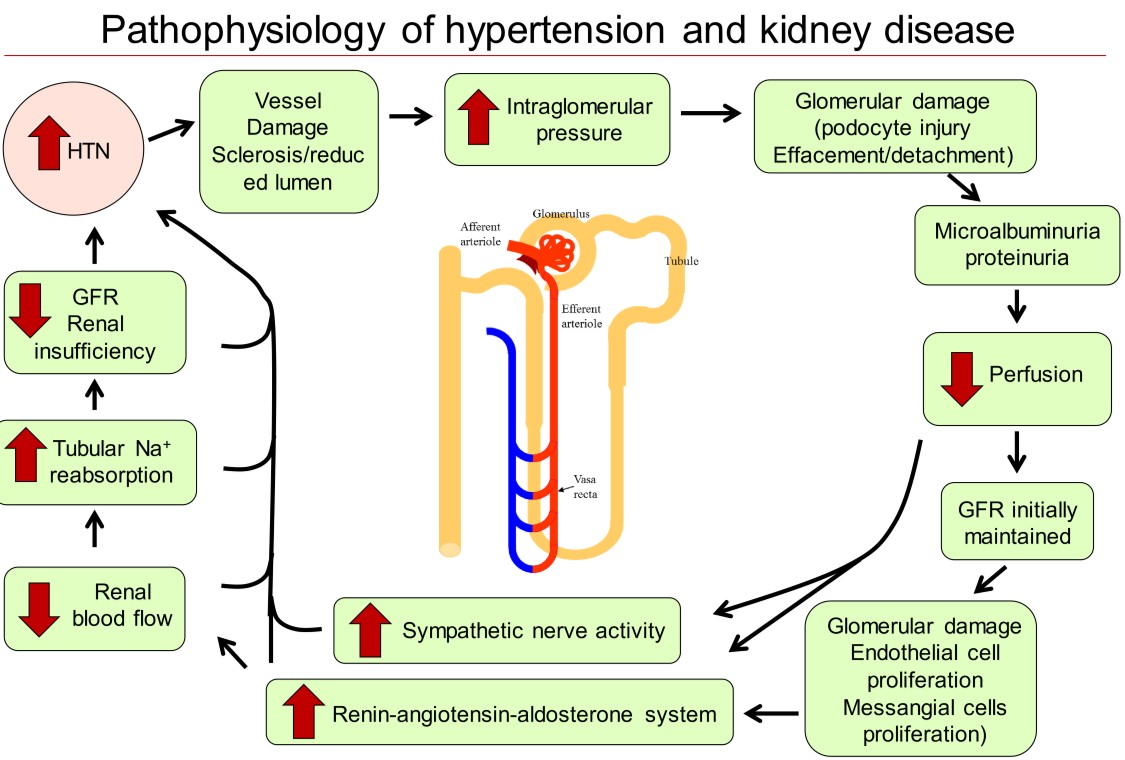 Pathophysiology of hypertension and kidney disease
HTN
Vessel
Damage
Sclerosis/reduc
ed lumen
Intraglomerular
pressure
Glomerular damage
(podocyte injury
Effacement/detachment)
Microalbuminuria
proteinuria
Perfusion
GFR initially
maintained
Glomerular damage
Endothelial cell
proliferation
Messangial cells
proliferation)
Renin-angiotensin-aldosterone system
Sympathetic nerve activity
Renal
blood flow
Tubular Na⁺
reabsorption
GFR
Renal
insufficiency
Glomerulus
Afferent
arteriole
Tubule
Efferent
arteriole
Vasa
recta